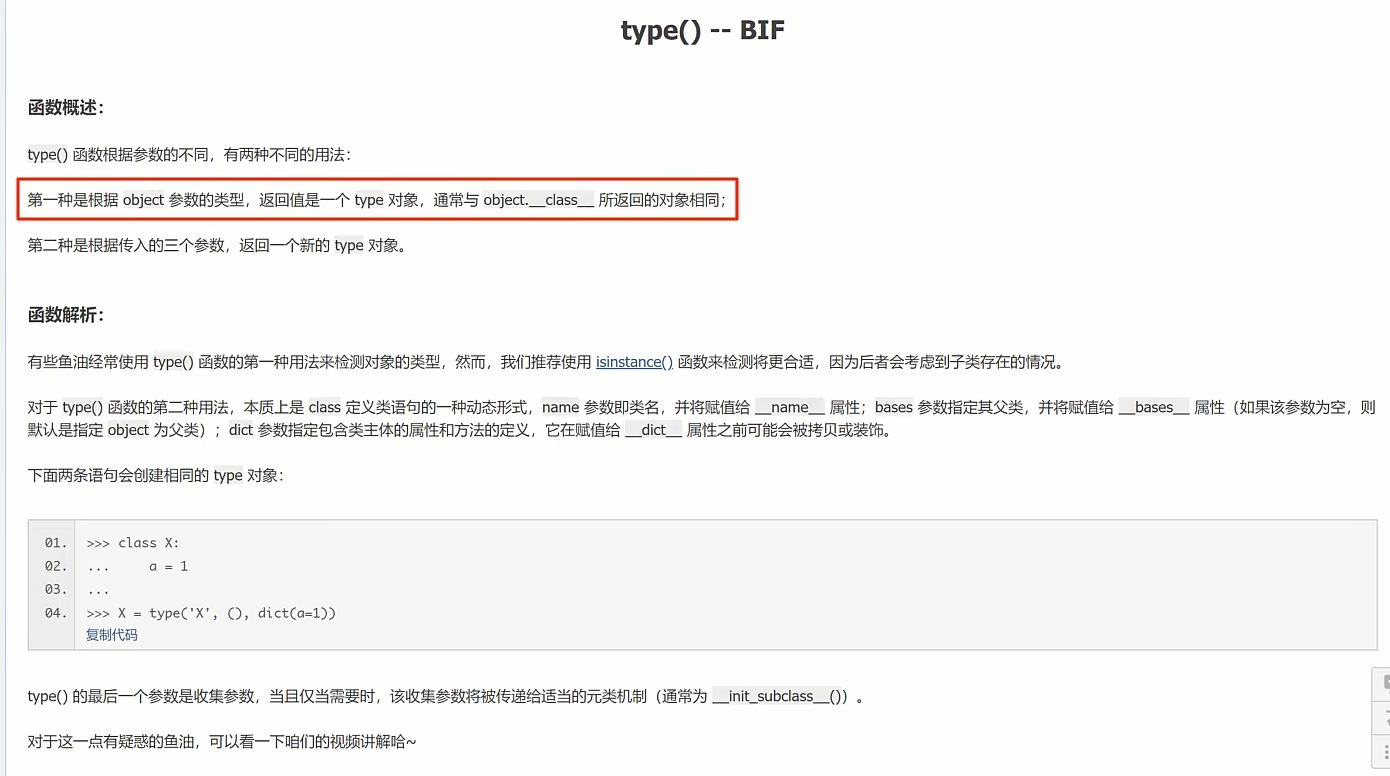 type() -- BIF
函数概述：
type() 函数根据参数的不同，有两种不同的用法：
第一种是根据 object 参数的类型，返回值是一个 type 对象，通常与 object.__class__ 所返回的对象相同；
第二种是根据传入的三个参数，返回一个新的 type 对象。
函数解析：
有些鱼油经常使用 type() 函数的第一种用法来检测对象的类型，然而，我们推荐使用 isinstance() 函数来检测将更合适，因为后者会考虑到子类存在的情况。
对于 type() 函数的第二种用法，本质上是 class 定义类语句的一种动态形式，name 参数即类名，并将赋值给 __name__ 属性；bases 参数指定其父类，并将赋值给 __bases__ 属性（如果该参数为空，则
默认是指定 object 为父类）；dict 参数指定包含类主体的属性和方法的定义，它在赋值给 __dict__ 属性之前可能会被拷贝或装饰。
下面两条语句会创建相同的 type 对象：
01. >>> class X:
02. ...     a = 1
03. ...
04. >>> X = type('X', (), dict(a=1))
复制代码
type() 的最后一个参数是收集参数，当且仅当需要时，该收集参数将被传递给适当的元类机制（通常为 __init_subclass__()）。
对于这一点有疑惑的鱼油，可以看一下咱们的视频讲解哈~